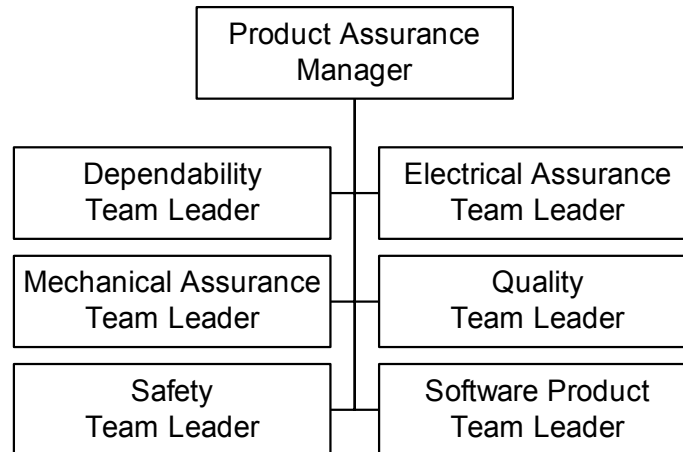 Product Assurance
Manager
Dependability
Team Leader
Electrical Assurance
Team Leader
Mechanical Assurance
Team Leader
Quality
Team Leader
Safety
Team Leader
Software Product
Team Leader